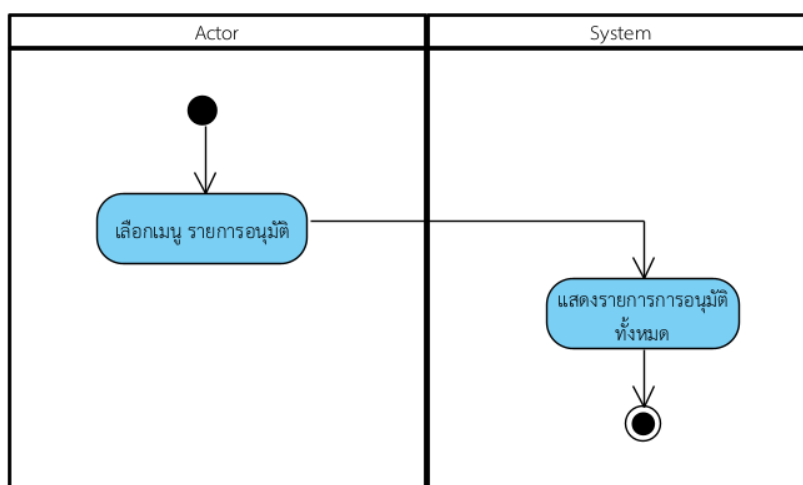 Actor
System
เลือกเมนู รายการอนุมัติ
แสดงรายการการอนุมัติ
ทั้งหมด